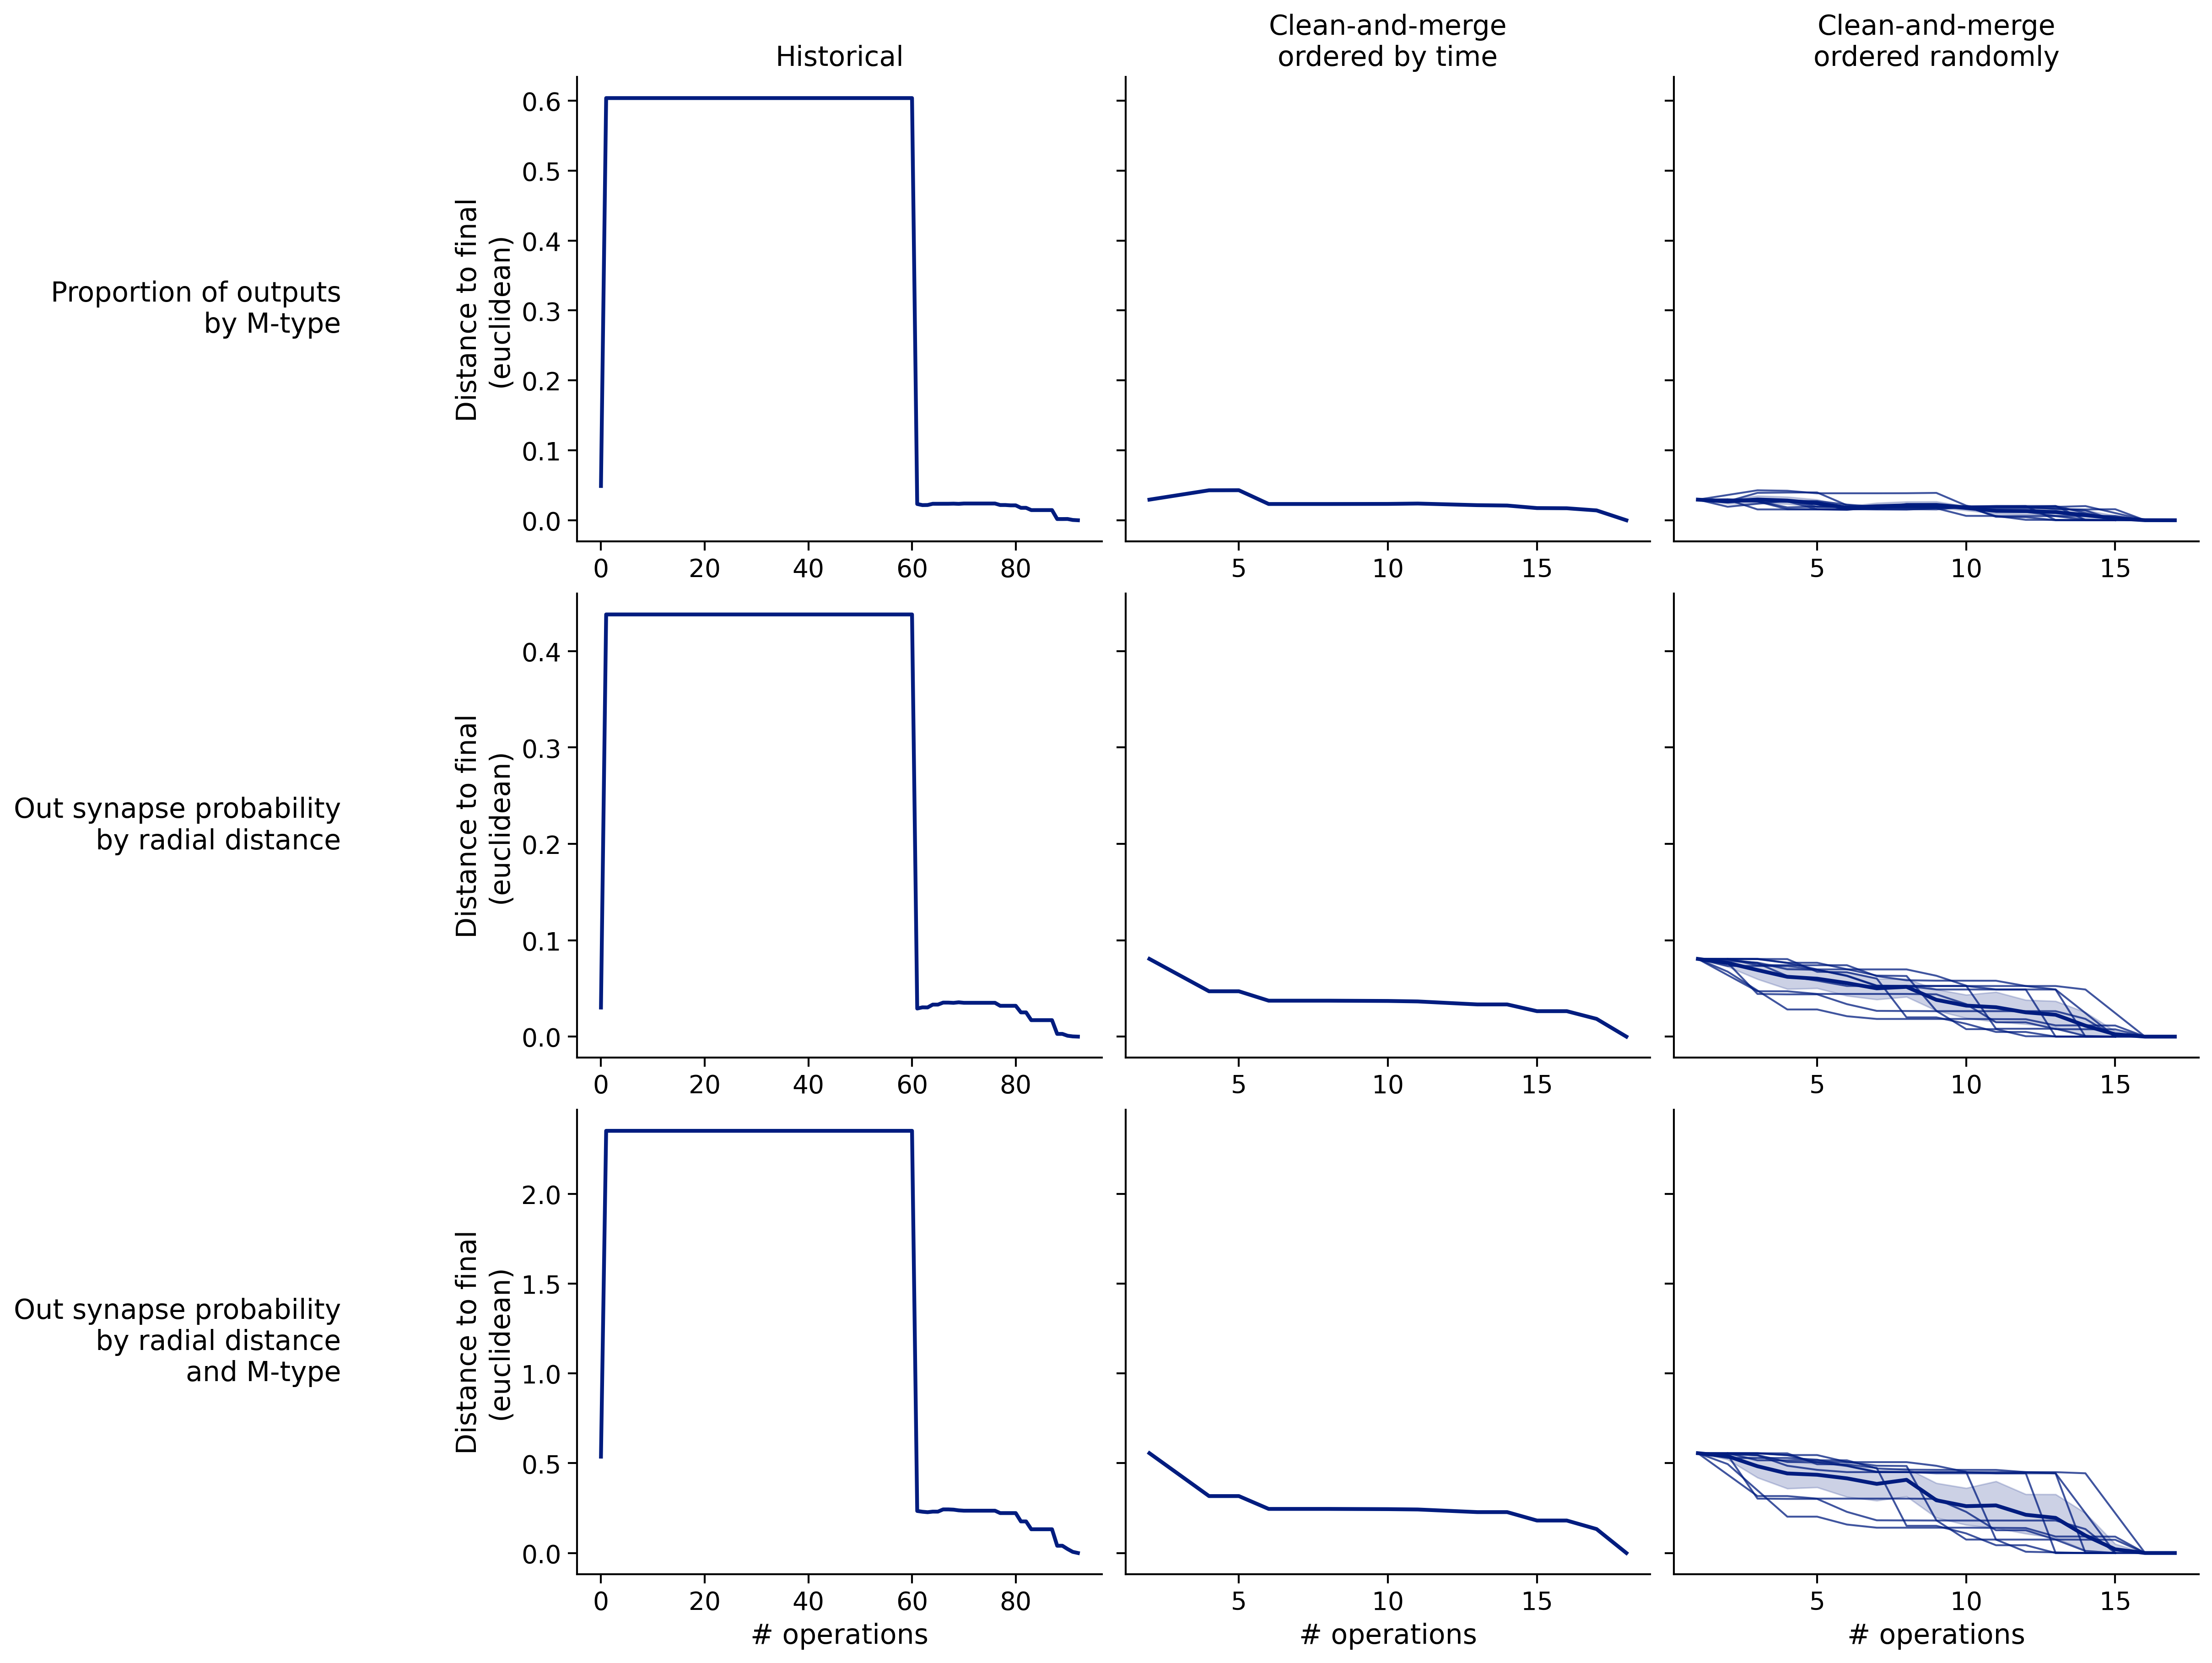 Historical
Clean-and-merge
ordered by time
Clean-and-merge
ordered randomly
Proportion of outputs
by M-type
Distance to final
(euclidean)
0.6
0.5
0.4
0.3
0.2
0.1
0.0
0 20 40 60 80
5 10 15
5 10 15
Out synapse probability
by radial distance
Distance to final
(euclidean)
0.4
0.3
0.2
0.1
0.0
0 20 40 60 80
5 10 15
5 10 15
Out synapse probability
by radial distance
and M-type
Distance to final
(euclidean)
2.0
1.5
1.0
0.5
0.0
0 20 40 60 80
5 10 15
5 10 15
# operations
# operations
# operations